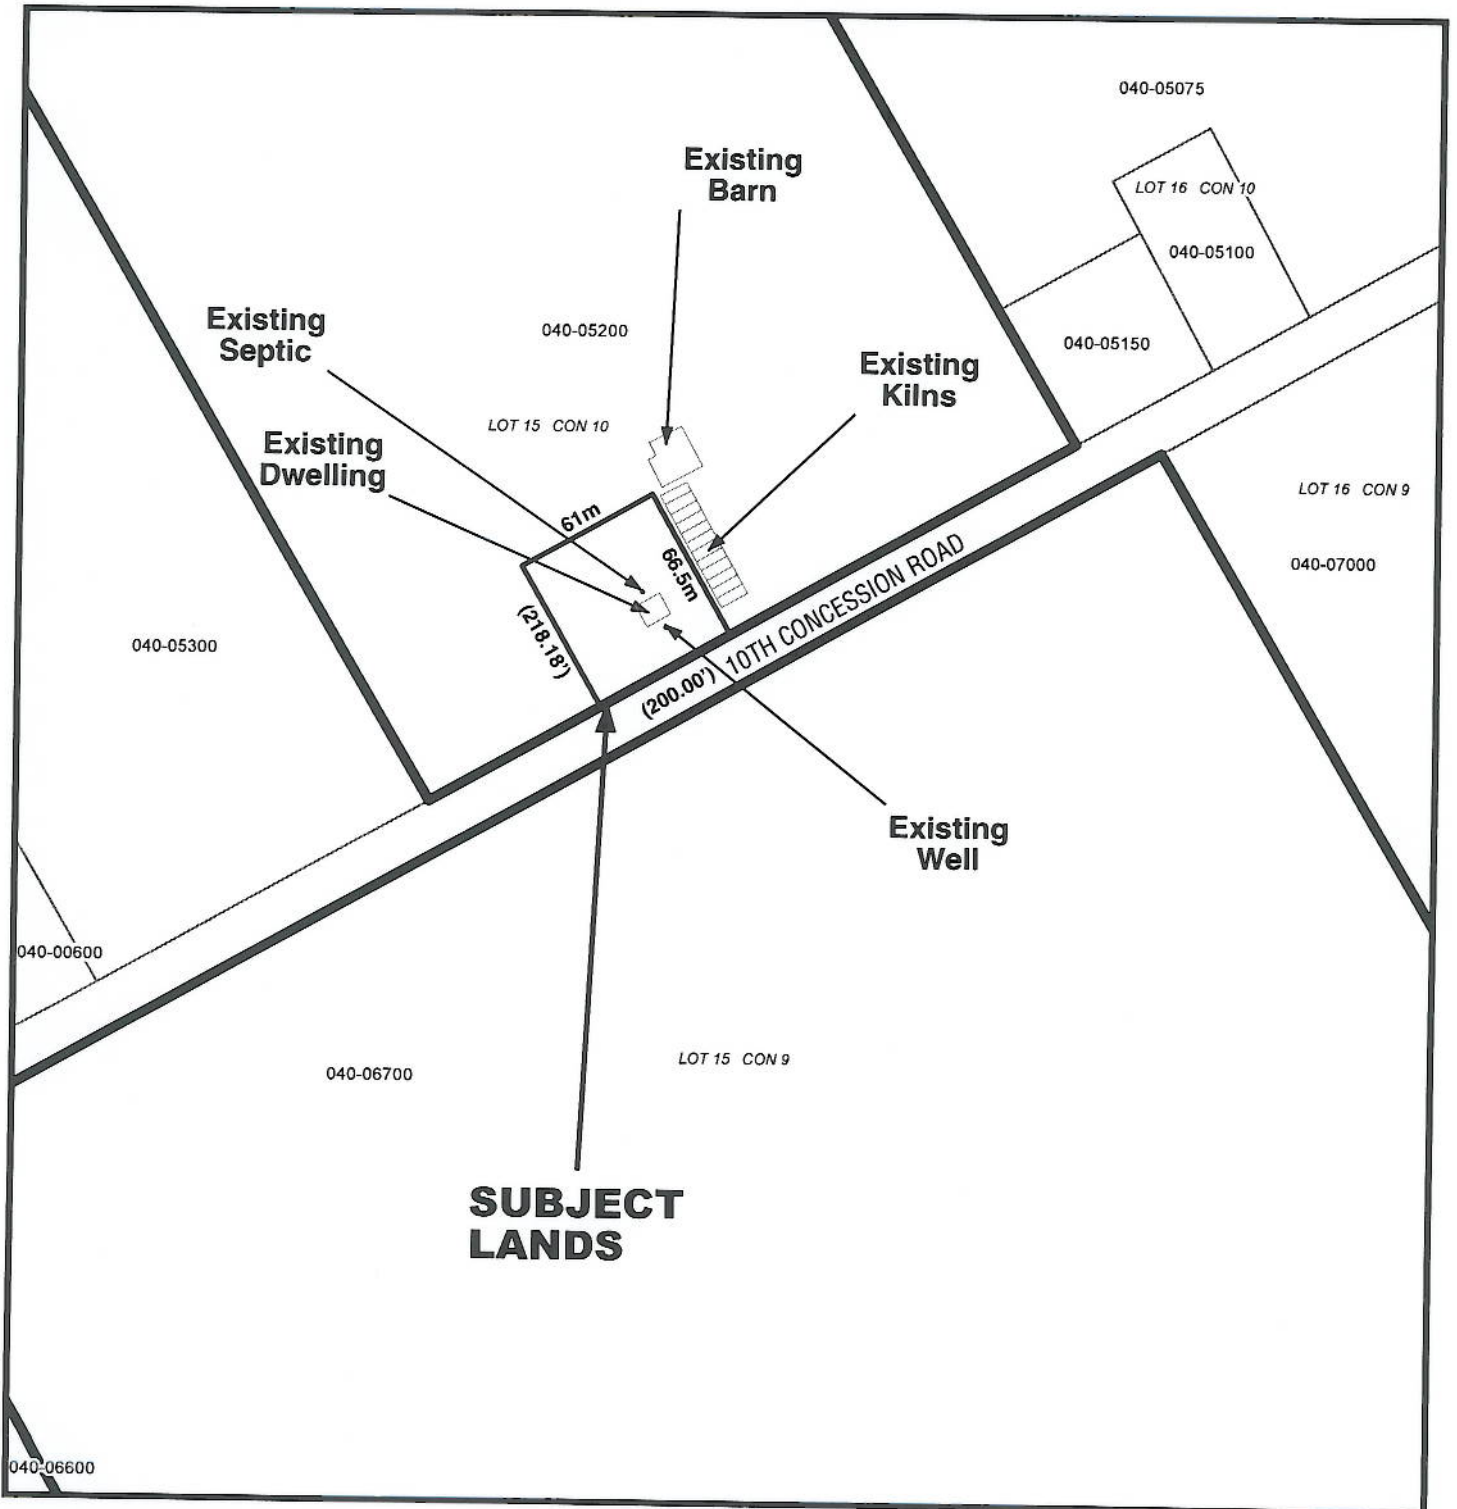 040-05075
Existing
Barn
LOT 16 CON 10
040-05100
Existing
Septic
040-05200
040-05150
Existing
Kilns
LOT 15 CON 10
Existing
Dwelling
LOT 16 CON 9
61m
66.5m
040-07000
10TH CONCESSION ROAD
(218.18')
040-05300
(200.00')
Existing
Well
040-00600
LOT 15 CON 9
040-06700
SUBJECT
LANDS
040-06600